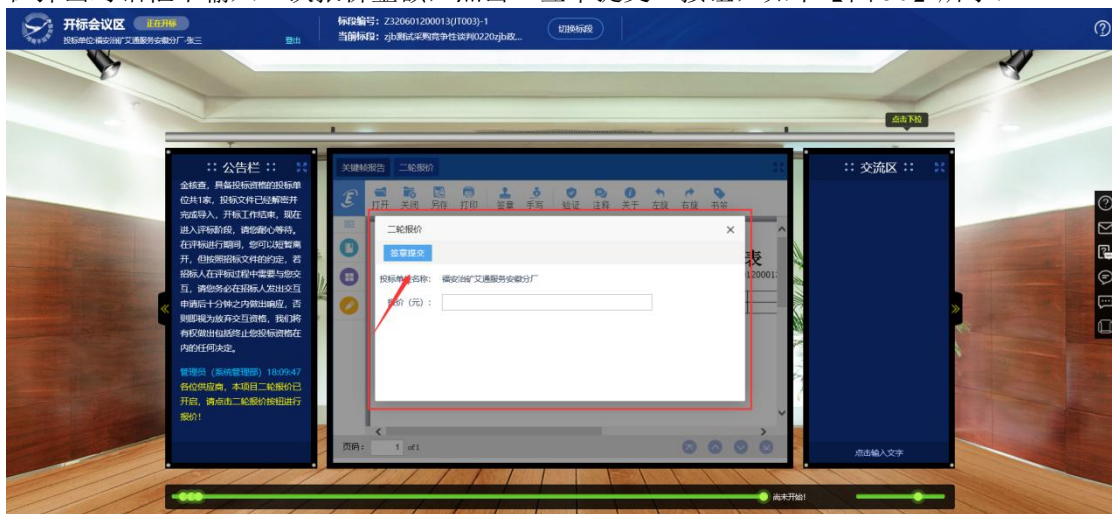 开标会议区 正在开标
投标单位:福安治矿艾通服务安徽分厂-张三 登出
标段编号：Z320601200013(JT003)-1
当前标段：zjb测试采购竞争性谈判0220zjb政...
切换标段
点击下拉
:: 公告栏 ::
金核查，具备投标资格的投标单
位共1家，投标文件已经解密并
完成导入，开标工作结束，现在
进入评标阶段，请您耐心等待。
在评标进行期间，您可以短暂离
开，但按照招标文件的约定，若
招标人在评标过程中需要与您交
互，请您务必在招标人发出交互
申请后十分钟之内做出响应，否
则即视为放弃交互资格，我们将
有权做出包括终止您投标资格在
内的任何决定。
管理员（系统管理部）18:09:47
各位供应商，本项目二轮报价已
开启，请点击二轮报价按钮进行
报价！
关键帧报告 二轮报价
打开 关闭 另存 打印 签章 手写 验证 注释 关于 左旋 右旋 书签
二轮报价
签章提交
投标单位名称： 福安治矿艾通服务安徽分厂
报价（元）：
表
页码： 1 of1
:: 交流区 ::
点击输入文字
尚未开始!